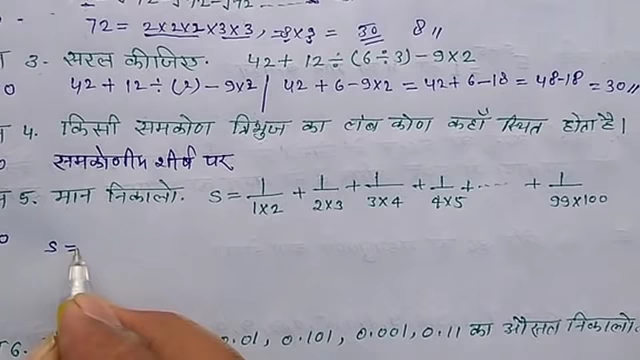 72 = 2×2×2×3×3, = 8×9 = 30 8 ॥
3. सरल कीजिए. 42 + 12 ÷ (6 ÷ 3) − 9×2
42 + 12 ÷ (2) − 9×2 / 42 + 6 − 9×2 = 42 + 6 − 18 = 48 − 18 = 30 ॥
4. किसी समकोण त्रिभुज का लंब कोण कहाँ स्थित होता है।
समकोणीय शीर्ष पर
5. मान निकालो. S = 1/1×2 + 1/2×3 + 1/3×4 + 1/4×5 + ...... + 1/99×100
S =
6. 0.01, 0.101, 0.001, 0.11 का औसत निकालो.